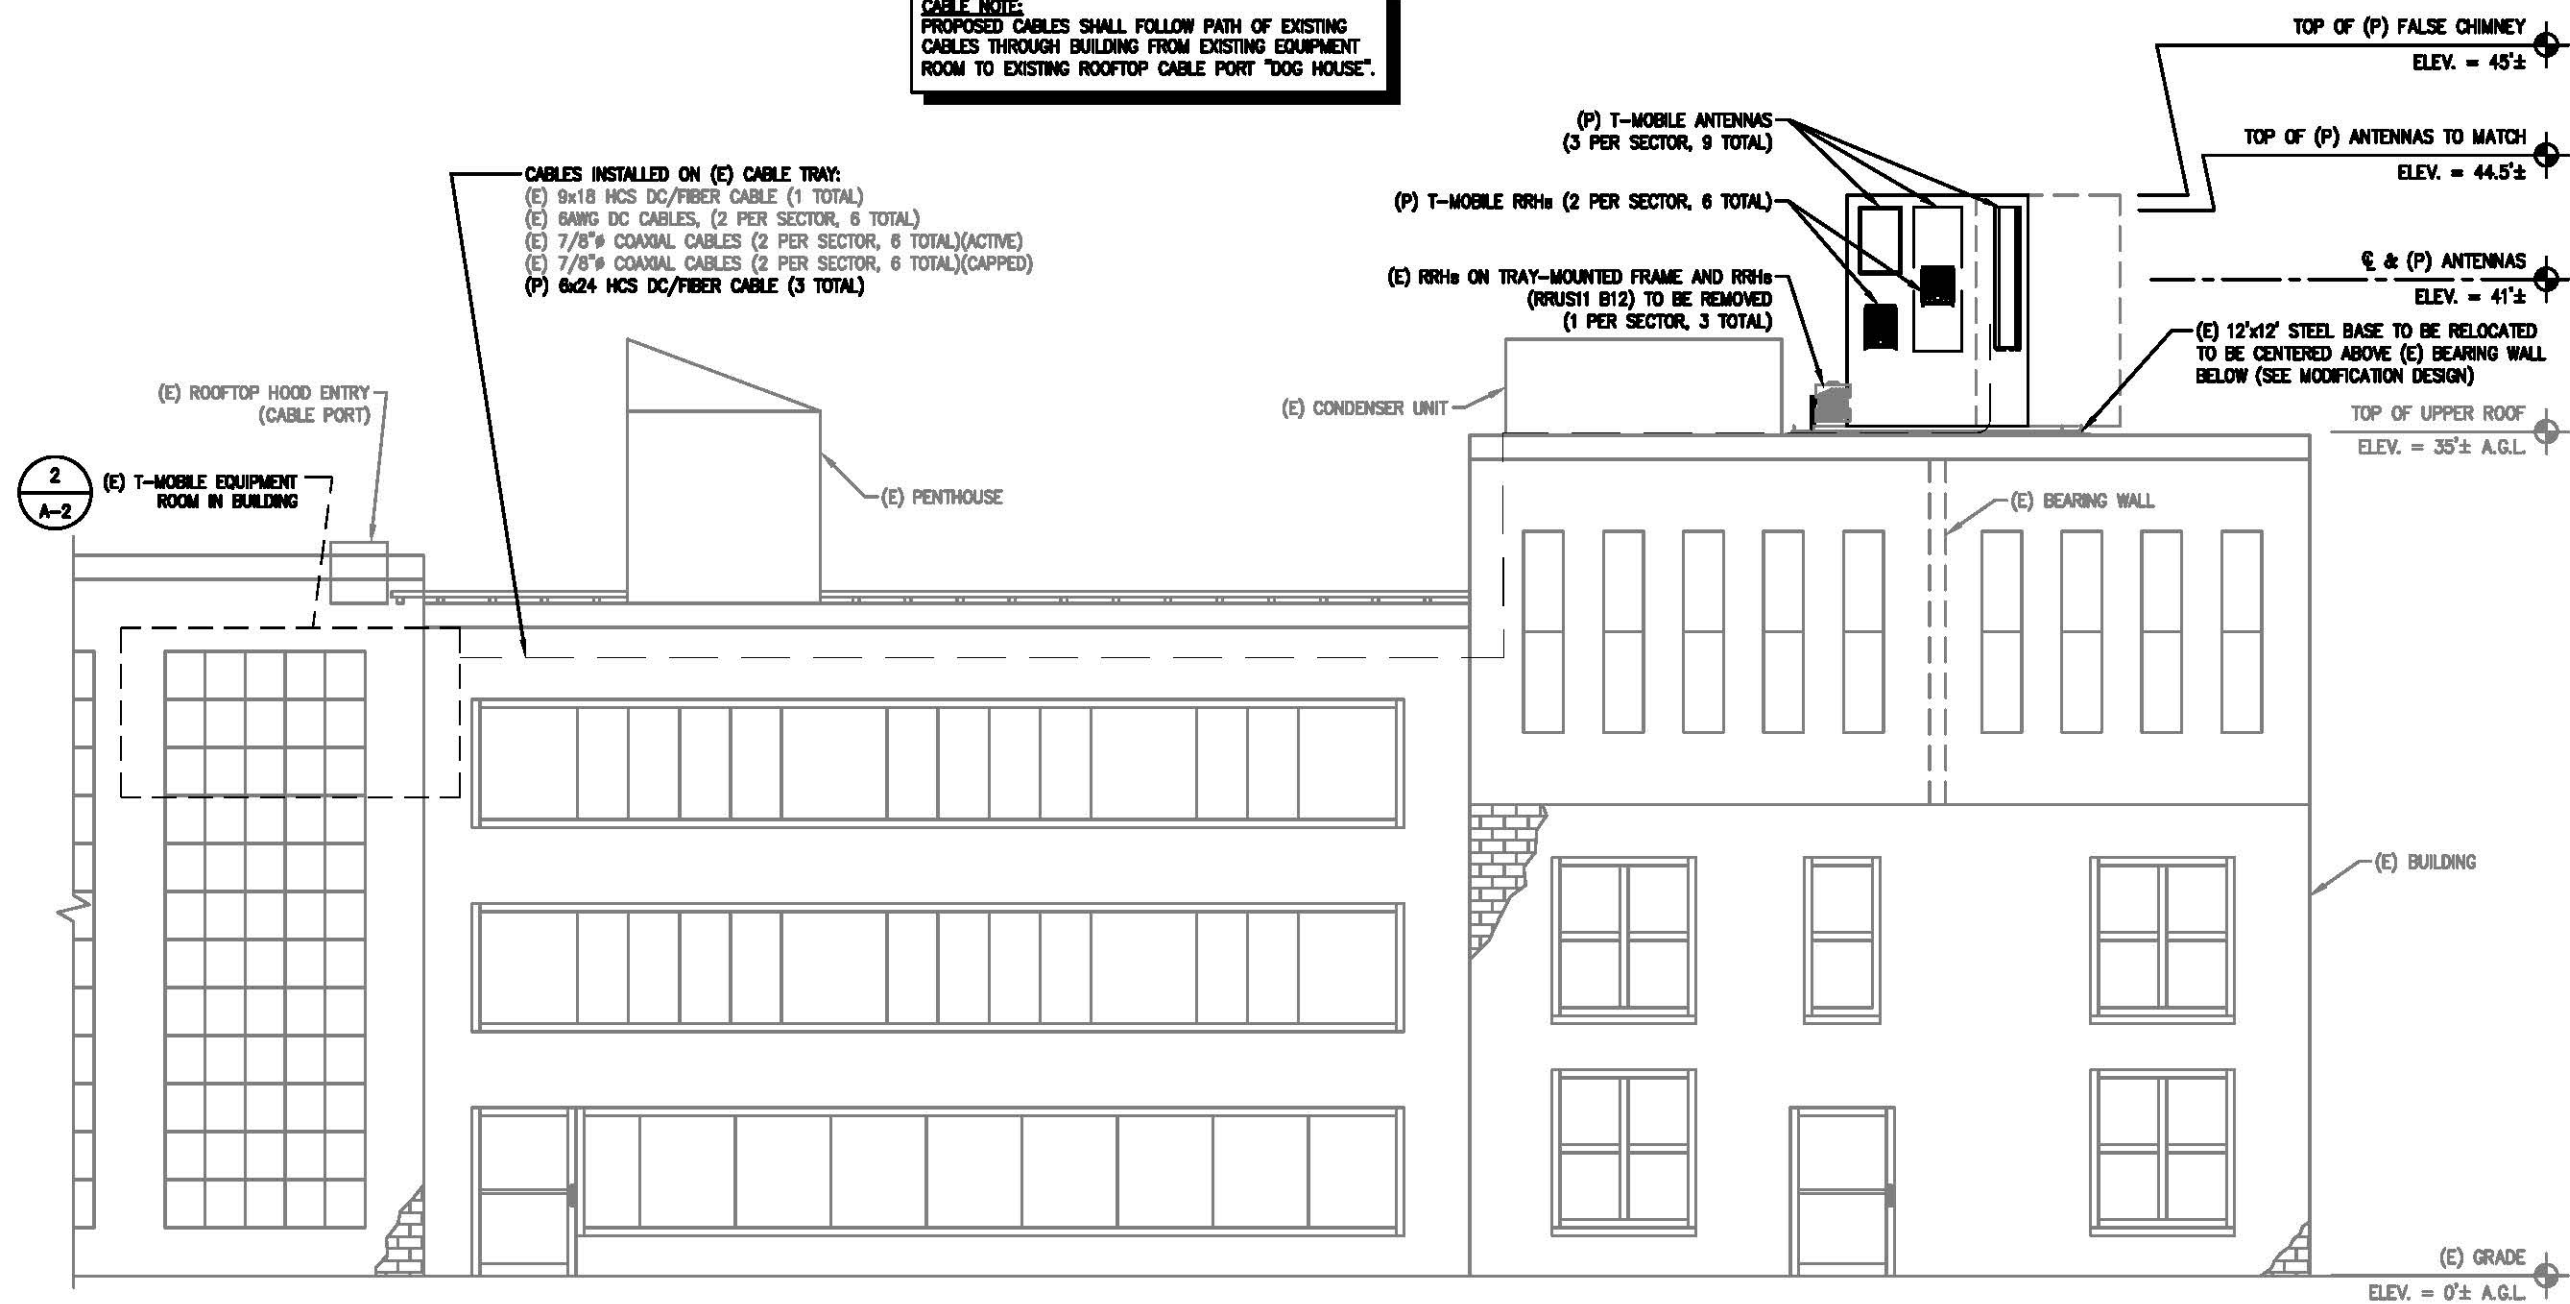 CABLE NOTE:
PROPOSED CABLES SHALL FOLLOW PATH OF EXISTING
CABLES THROUGH BUILDING FROM EXISTING EQUIPMENT
ROOM TO EXISTING ROOFTOP CABLE PORT "DOG HOUSE".
TOP OF (P) FALSE CHIMNEY
ELEV. = 45'±
TOP OF (P) ANTENNAS TO MATCH
ELEV. = 44.5'±
℄ & (P) ANTENNAS
ELEV. = 41'±
(P) T-MOBILE ANTENNAS
(3 PER SECTOR, 9 TOTAL)
(P) T-MOBILE RRHs (2 PER SECTOR, 6 TOTAL)
(E) RRHs ON TRAY-MOUNTED FRAME AND RRHs
(RRUS11 B12) TO BE REMOVED
(1 PER SECTOR, 3 TOTAL)
(E) 12'x12' STEEL BASE TO BE RELOCATED
TO BE CENTERED ABOVE (E) BEARING WALL
BELOW (SEE MODIFICATION DESIGN)
TOP OF UPPER ROOF
ELEV. = 35'± A.G.L.
CABLES INSTALLED ON (E) CABLE TRAY:
(E) 9x18 HCS DC/FIBER CABLE (1 TOTAL)
(E) 6AWG DC CABLES, (2 PER SECTOR, 6 TOTAL)
(E) 7/8"ø COAXIAL CABLES (2 PER SECTOR, 6 TOTAL)(ACTIVE)
(E) 7/8"ø COAXIAL CABLES (2 PER SECTOR, 6 TOTAL)(CAPPED)
(P) 6x24 HCS DC/FIBER CABLE (3 TOTAL)
(E) ROOFTOP HOOD ENTRY
(CABLE PORT)
2
A-2
(E) T-MOBILE EQUIPMENT
ROOM IN BUILDING
(E) PENTHOUSE
(E) CONDENSER UNIT
(E) BEARING WALL
(E) BUILDING
(E) GRADE
ELEV. = 0'± A.G.L.